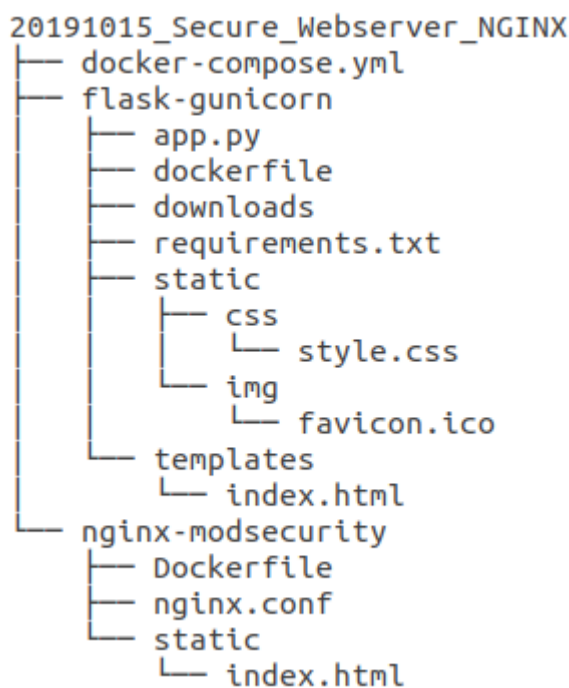 20191015_Secure_Webserver_NGINX
├── docker-compose.yml
├── flask-gunicorn
│   ├── app.py
│   ├── dockerfile
│   ├── downloads
│   ├── requirements.txt
│   ├── static
│   │   ├── css
│   │   │   └── style.css
│   │   └── img
│   │       └── favicon.ico
│   └── templates
│       └── index.html
└── nginx-modsecurity
    ├── Dockerfile
    ├── nginx.conf
    └── static
        └── index.html